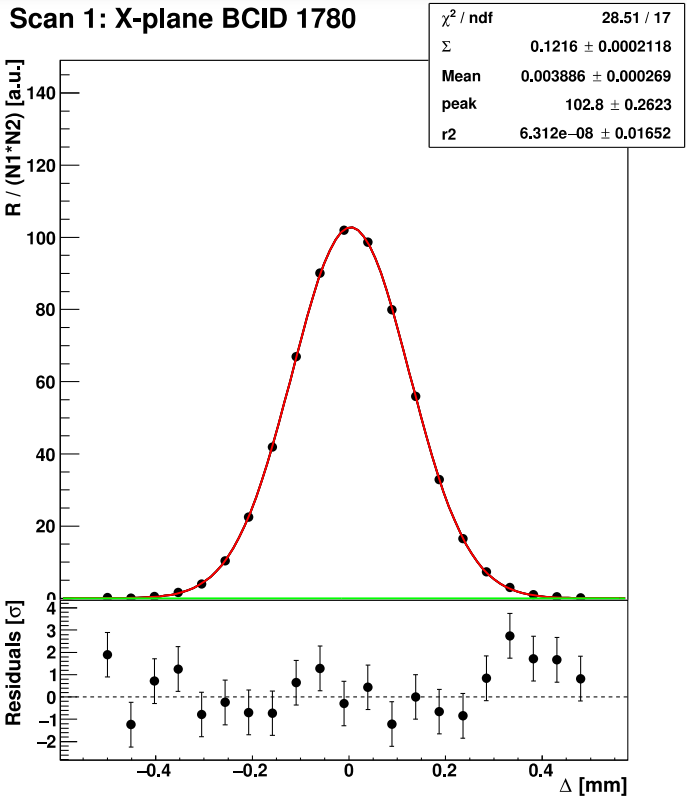 Scan 1: X-plane BCID 1780
χ² / ndf 28.51 / 17
Σ 0.1216 ± 0.0002118
Mean 0.003886 ± 0.000269
peak 102.8 ± 0.2623
r2 6.312e−08 ± 0.01652
R / (N1*N2) [a.u.]
140
120
100
80
60
40
20
0
Residuals [σ]
4
3
2
1
0
−1
−2
−0.4 −0.2 0 0.2 0.4
Δ [mm]